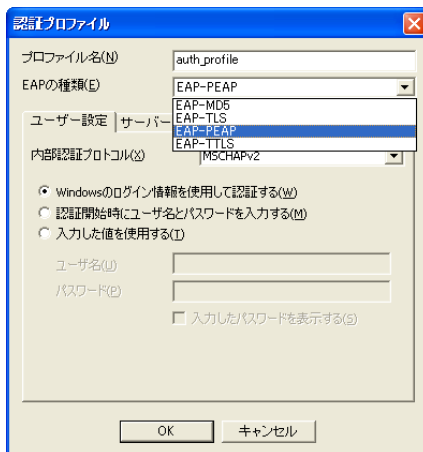 認証プロファイル
プロファイル名(N) auth_profile
EAPの種類(E) EAP-PEAP
EAP-MD5
EAP-TLS
EAP-PEAP
EAP-TTLS
ユーザー設定 サーバー
内部認証プロトコル(X) MSCHAPv2
Windowsのログイン情報を使用して認証する(W)
認証開始時にユーザ名とパスワードを入力する(M)
入力した値を使用する(T)
ユーザ名(U)
パスワード(P)
入力したパスワードを表示する(S)
OK キャンセル